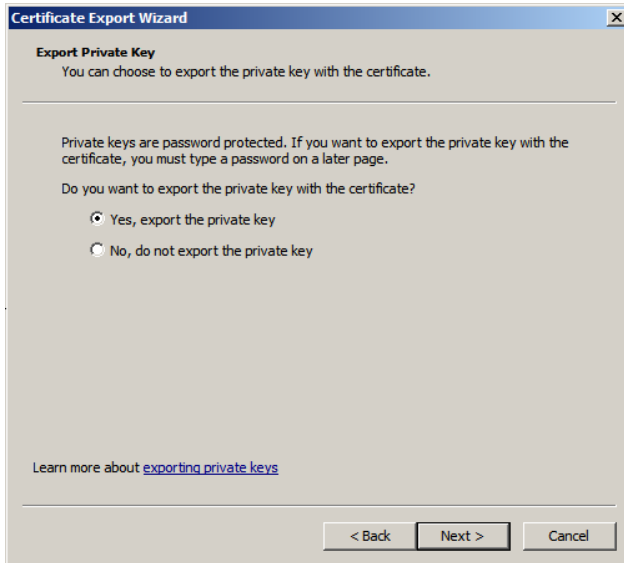 Certificate Export Wizard
Export Private Key
You can choose to export the private key with the certificate.
Private keys are password protected. If you want to export the private key with the
certificate, you must type a password on a later page.
Do you want to export the private key with the certificate?
Yes, export the private key
No, do not export the private key
Learn more about exporting private keys
< Back Next > Cancel